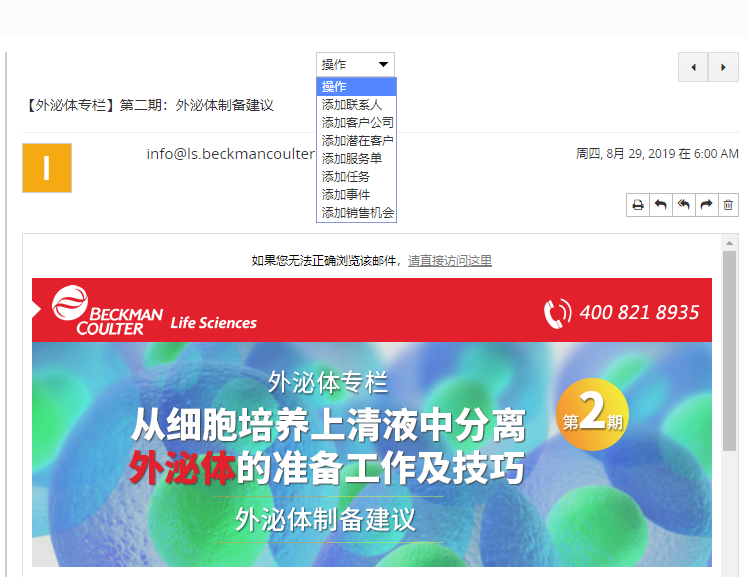 操作
操作
添加联系人
添加客户公司
添加潜在客户
添加服务单
添加任务
添加事件
添加销售机会
【外泌体专栏】第二期：外泌体制备建议
I
info@ls.beckmancoulter
周四, 8月 29, 2019 在 6:00 AM
如果您无法正确浏览该邮件，请直接访问这里
BECKMAN
COULTER Life Sciences
400 821 8935
外泌体专栏
从细胞培养上清液中分离
外泌体的准备工作及技巧
第2期
外泌体制备建议